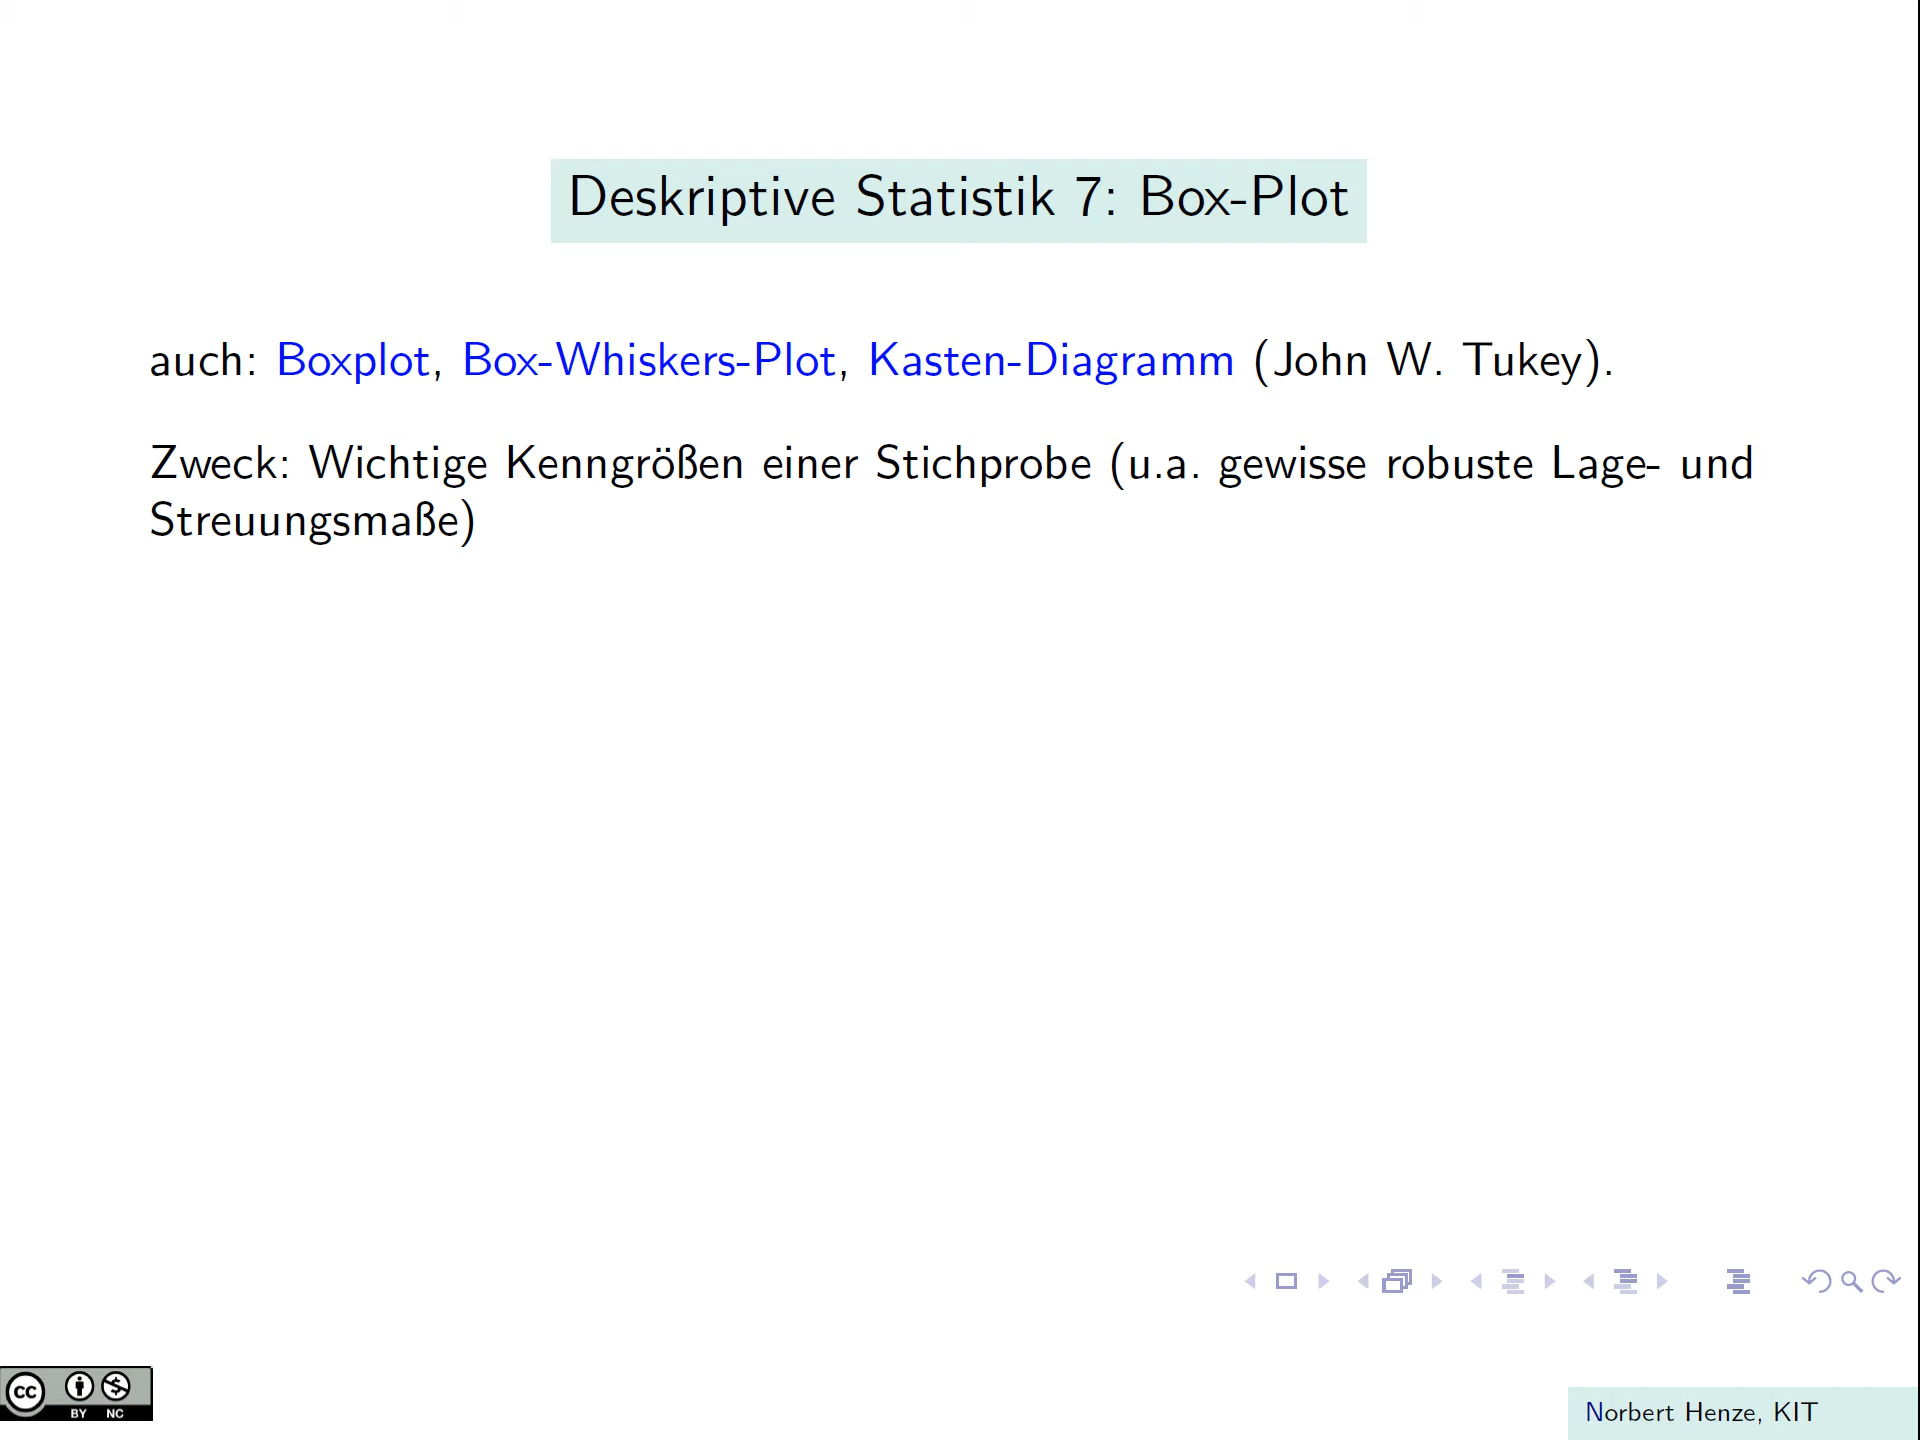 Deskriptive Statistik 7: Box-Plot
auch: Boxplot, Box-Whiskers-Plot, Kasten-Diagramm (John W. Tukey).
Zweck: Wichtige Kenngrößen einer Stichprobe (u.a. gewisse robuste Lage- und
Streuungsmaße)
cc BY NC
Norbert Henze, KIT